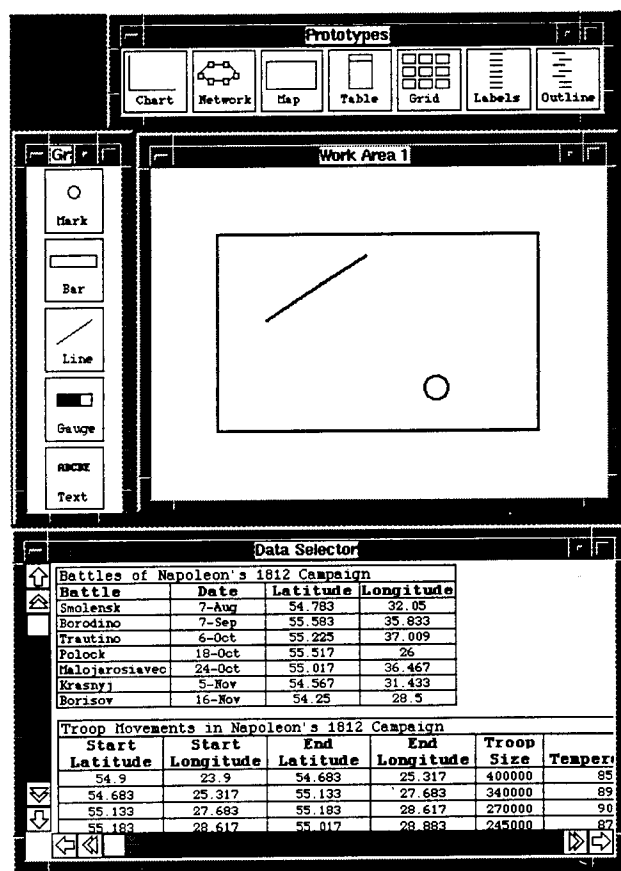 Prototypes
Chart Network Map Table Grid Labels Outline
Gr
Work Area 1
Mark
Bar
Line
Gauge
ABCDE
Text
Data Selector
Battles of Napoleon's 1812 Campaign
Battle Date Latitude Longitude
Smolensk 7-Aug 54.783 32.05
Borodino 7-Sep 55.583 35.833
Trautino 6-Oct 55.225 37.009
Polock 18-Oct 55.517 26
Malojarosiavec 24-Oct 55.017 36.467
Krasnyj 5-Nov 54.567 31.433
Borisov 16-Nov 54.25 28.5
Troop Movements in Napoleon's 1812 Campaign
Start Start End End Troop
Latitude Longitude Latitude Longitude Size Tempera
54.9 23.9 54.683 25.317 400000 85
54.683 25.317 55.133 27.683 340000 89
55.133 27.683 55.183 28.617 270000 90
55.183 28.617 55.017 28.883 245000 87